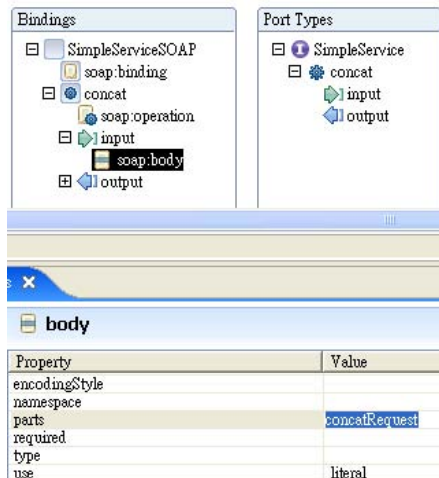 Bindings
SimpleServiceSOAP
soap:binding
concat
soap:operation
input
soap:body
output
Port Types
SimpleService
concat
input
output
s
body
Property Value
encodingStyle
namespace
parts concatRequest
required
type
use literal